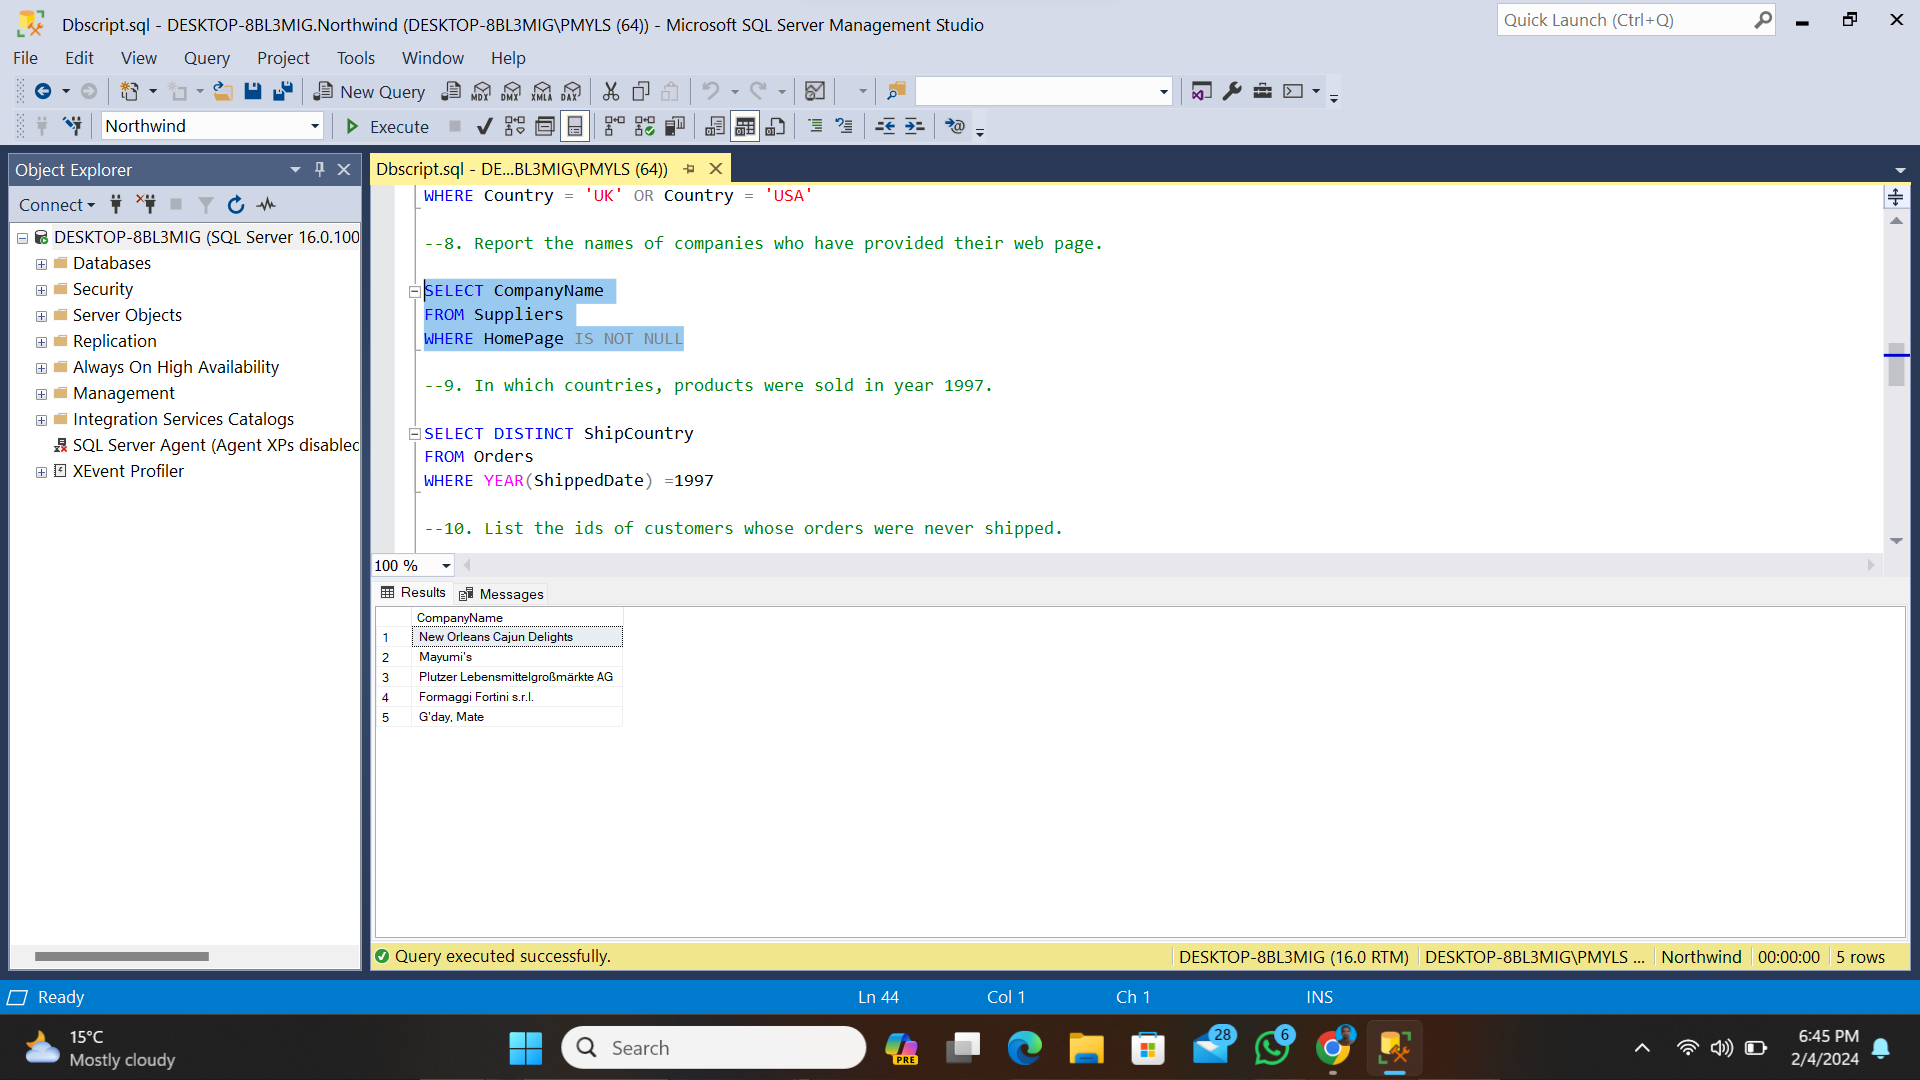 Dbscript.sql - DESKTOP-8BL3MIG.Northwind (DESKTOP-8BL3MIG\PMYLS (64)) - Microsoft SQL Server Management Studio
Quick Launch (Ctrl+Q)
File Edit View Query Project Tools Window Help
New Query
MDX DMX XMLA DAX
Northwind
Execute
Object Explorer
Connect
DESKTOP-8BL3MIG (SQL Server 16.0.100
Databases
Security
Server Objects
Replication
Always On High Availability
Management
Integration Services Catalogs
SQL Server Agent (Agent XPs disabled
XEvent Profiler
Dbscript.sql - DE...BL3MIG\PMYLS (64))
WHERE Country = 'UK' OR Country = 'USA'
--8. Report the names of companies who have provided their web page.
SELECT CompanyName
FROM Suppliers
WHERE HomePage IS NOT NULL
--9. In which countries, products were sold in year 1997.
SELECT DISTINCT ShipCountry
FROM Orders
WHERE YEAR(ShippedDate) =1997
--10. List the ids of customers whose orders were never shipped.
100 %
Results Messages
CompanyName
1 New Orleans Cajun Delights
2 Mayumi's
3 Plutzer Lebensmittelgroßmärkte AG
4 Formaggi Fortini s.r.l.
5 G'day, Mate
Query executed successfully.
DESKTOP-8BL3MIG (16.0 RTM) DESKTOP-8BL3MIG\PMYLS ... Northwind 00:00:00 5 rows
Ready
Ln 44 Col 1 Ch 1 INS
15°C
Mostly cloudy
Search
PRE
28
6
6:45 PM
2/4/2024